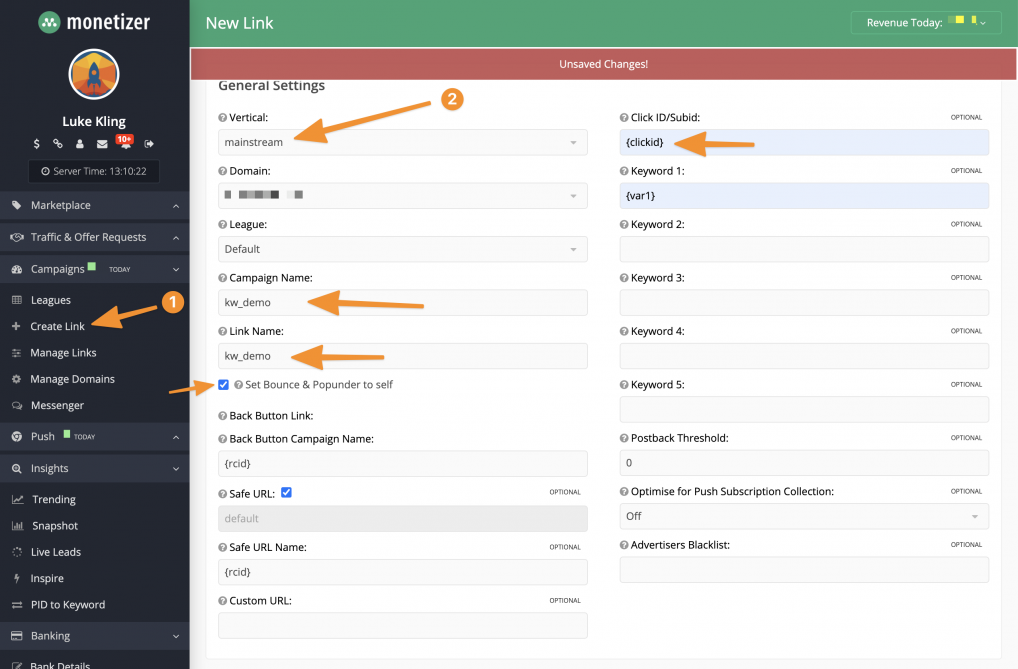 monetizer
Luke Kling
$
10+
Server Time: 13:10:22
Marketplace
Traffic & Offer Requests
Campaigns TODAY
Leagues
1
Create Link
Manage Links
Manage Domains
Messenger
Push TODAY
Insights
Trending
Snapshot
Live Leads
Inspire
PID to Keyword
Banking
Bank Details
New Link
Revenue Today:
Unsaved Changes!
General Settings
2
Vertical:
mainstream
Domain:
League:
Default
Campaign Name:
kw_demo
Link Name:
kw_demo
Set Bounce & Popunder to self
Back Button Link:
Back Button Campaign Name:
{rcid}
Safe URL: OPTIONAL
default
Safe URL Name: OPTIONAL
{rcid}
Custom URL: OPTIONAL
Click ID/Subid: OPTIONAL
{clickid}
Keyword 1: OPTIONAL
{var1}
Keyword 2: OPTIONAL
Keyword 3: OPTIONAL
Keyword 4: OPTIONAL
Keyword 5: OPTIONAL
Postback Threshold: OPTIONAL
0
Optimise for Push Subscription Collection: OPTIONAL
Off
Advertisers Blacklist: OPTIONAL